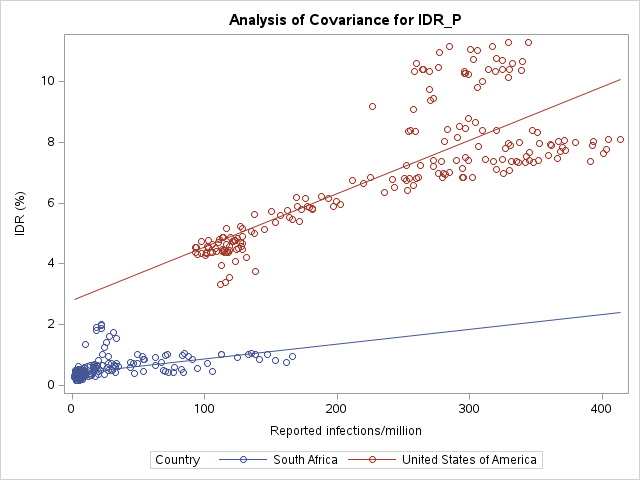 Analysis of Covariance for IDR_P
IDR (%)
10
8
6
4
2
0
0 100 200 300 400
Reported infections/million
Country South Africa United States of America